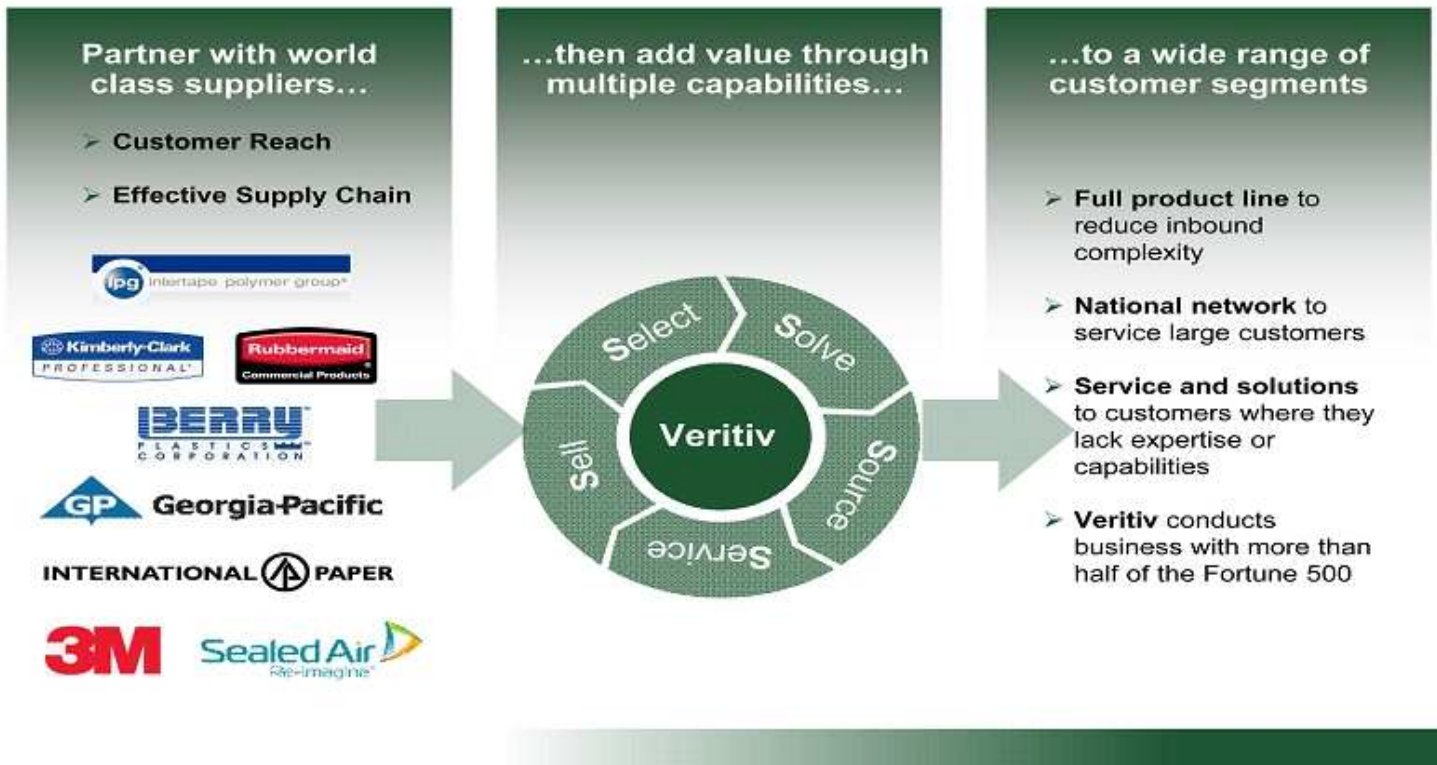 Partner with world
class suppliers…
➢ Customer Reach
➢ Effective Supply Chain
ipg intertape polymer group®
Kimberly-Clark
PROFESSIONAL*
Rubbermaid
Commercial Products®
BERRY™
PLASTICS
CORPORATION
GP Georgia-Pacific
INTERNATIONAL PAPER
3M
Sealed Air
Re-imagine™
…then add value through
multiple capabilities…
Select
Solve
Source
Service
Sell
Veritiv
…to a wide range of
customer segments
➢ Full product line to
reduce inbound
complexity
➢ National network to
service large customers
➢ Service and solutions
to customers where they
lack expertise or
capabilities
➢ Veritiv conducts
business with more than
half of the Fortune 500